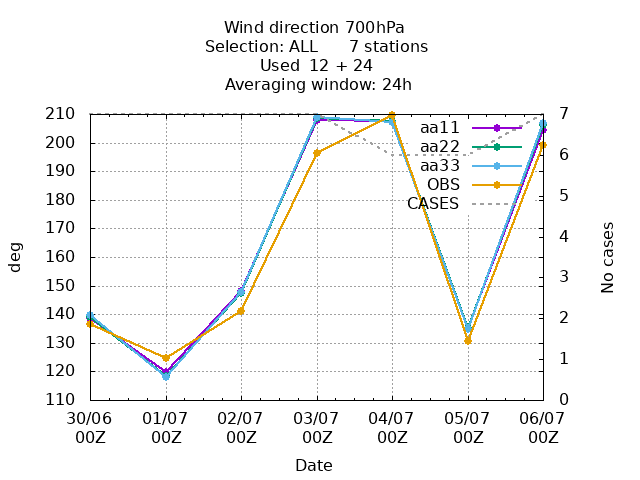 Wind direction 700hPa
Selection: ALL 7 stations
Used 12 + 24
Averaging window: 24h
210
200
190
180
170
160
150
140
130
120
110
deg
7
6
5
4
3
2
1
0
No cases
aa11
aa22
aa33
OBS
CASES
30/06 01/07 02/07 03/07 04/07 05/07 06/07
00Z 00Z 00Z 00Z 00Z 00Z 00Z
Date